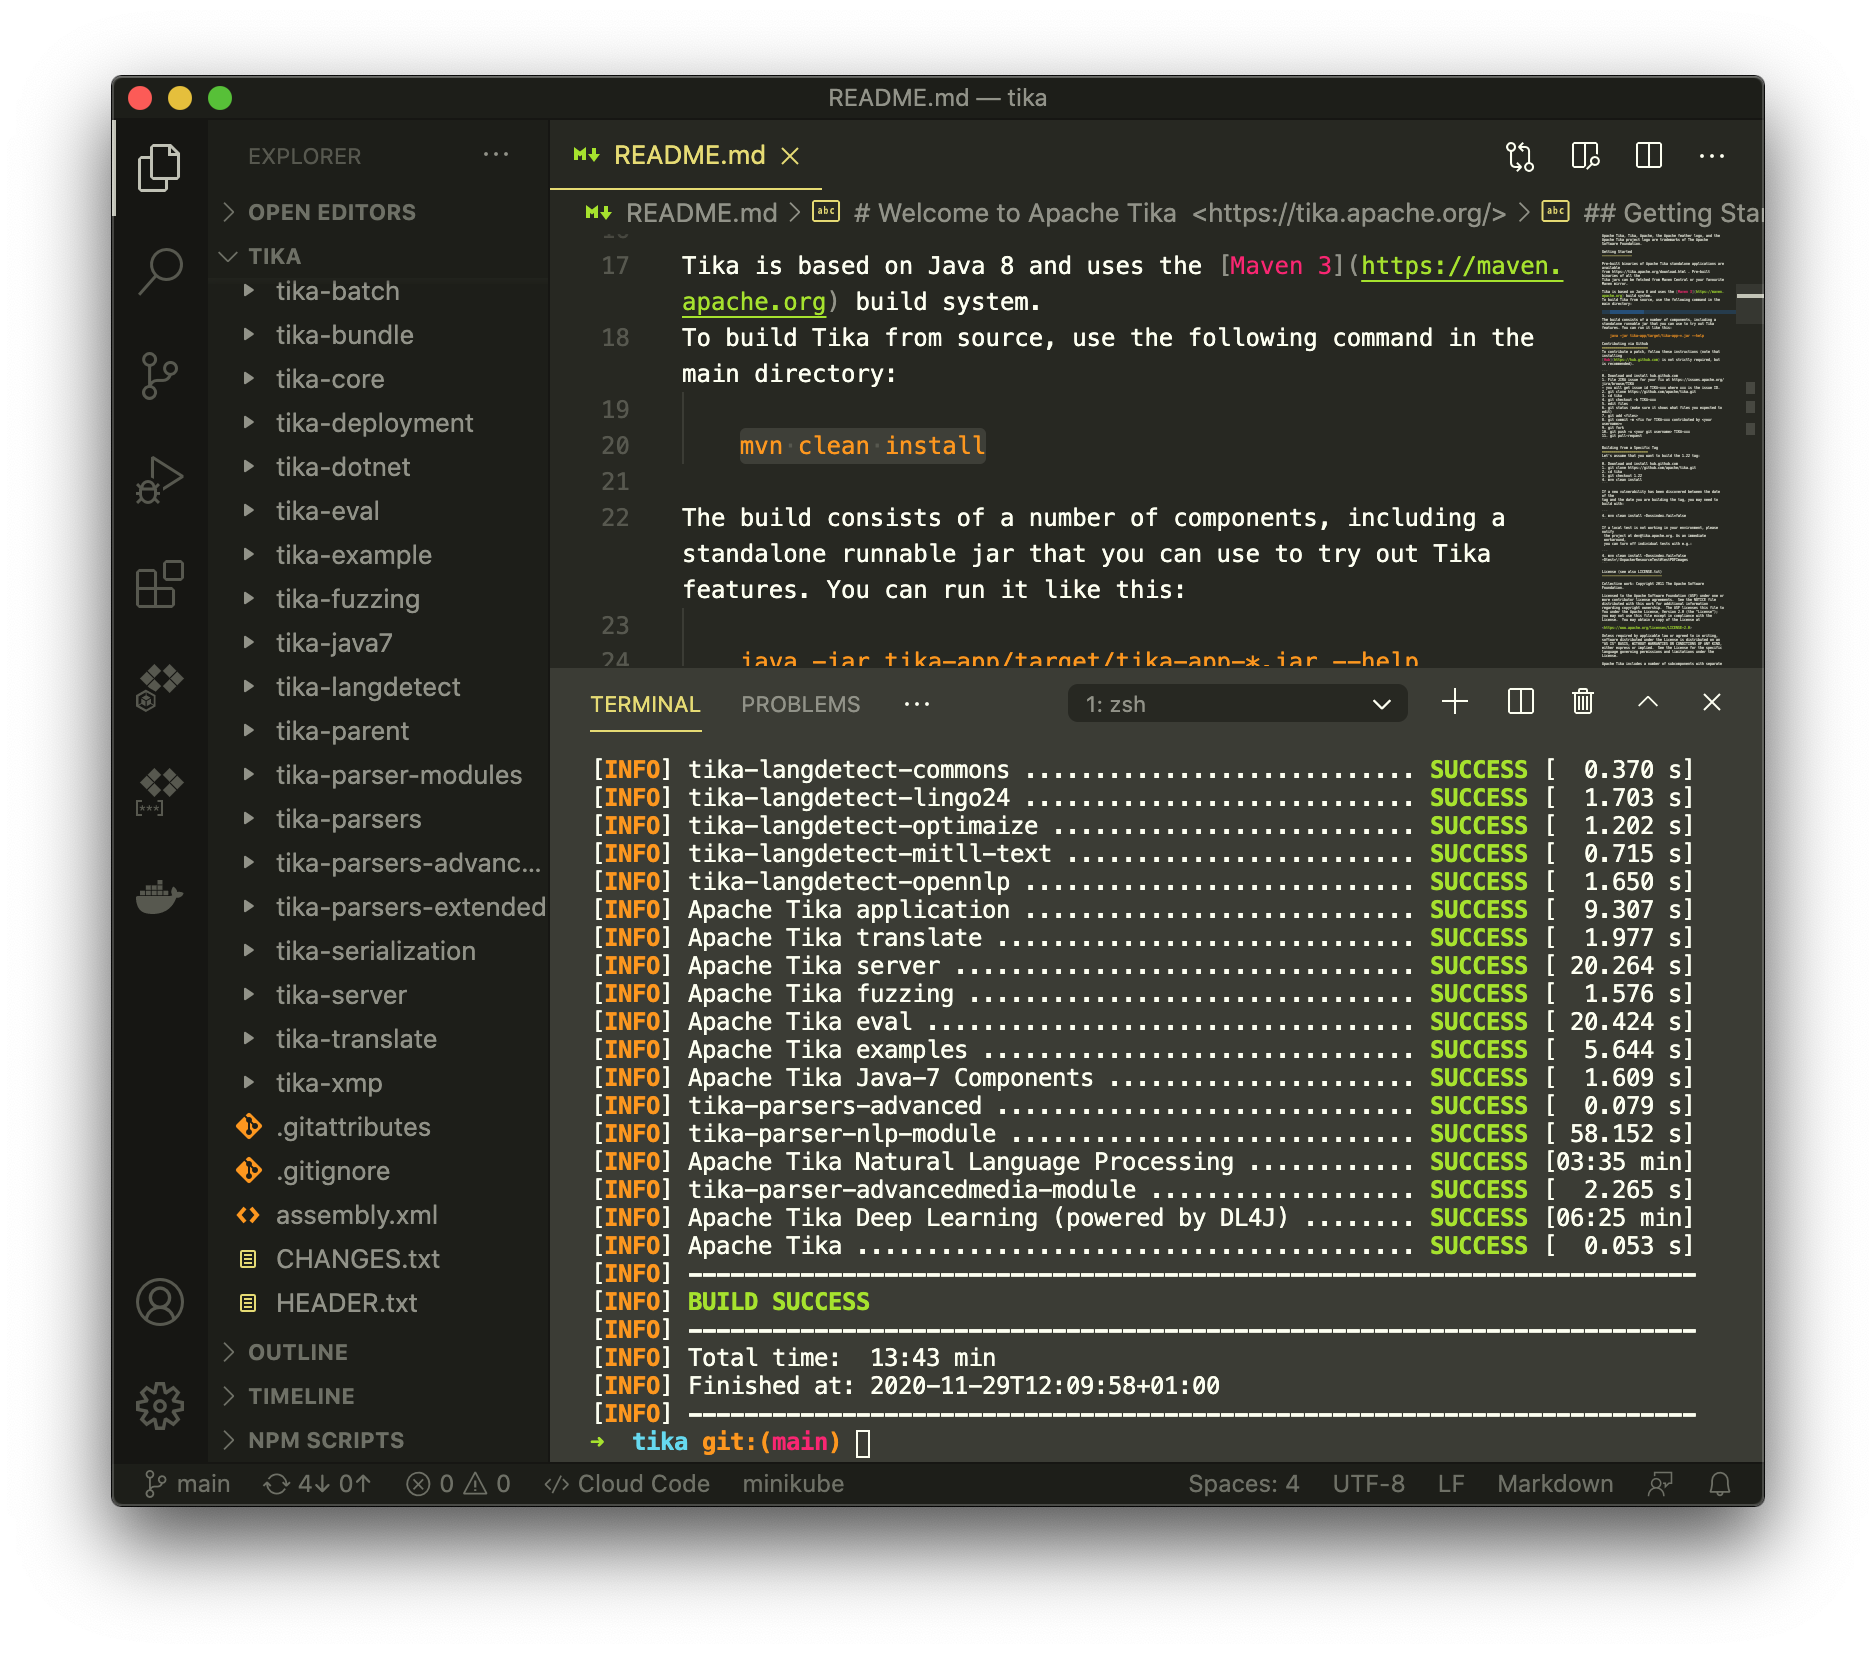 README.md — tika
EXPLORER
OPEN EDITORS
TIKA
tika-batch
tika-bundle
tika-core
tika-deployment
tika-dotnet
tika-eval
tika-example
tika-fuzzing
tika-java7
tika-langdetect
tika-parent
tika-parser-modules
tika-parsers
tika-parsers-advanc...
tika-parsers-extended
tika-serialization
tika-server
tika-translate
tika-xmp
.gitattributes
.gitignore
assembly.xml
CHANGES.txt
HEADER.txt
OUTLINE
TIMELINE
NPM SCRIPTS
README.md
README.md > # Welcome to Apache Tika <https://tika.apache.org/> > ## Getting Star
17 Tika is based on Java 8 and uses the [Maven 3](https://maven.
apache.org) build system.
18 To build Tika from source, use the following command in the
main directory:
19
20 mvn clean install
21
22 The build consists of a number of components, including a
standalone runnable jar that you can use to try out Tika
features. You can run it like this:
23
24 java -jar tika-app/target/tika-app-*.jar --help
TERMINAL PROBLEMS ... 1: zsh
[INFO] tika-langdetect-commons ............................ SUCCESS [  0.370 s]
[INFO] tika-langdetect-lingo24 ............................ SUCCESS [  1.703 s]
[INFO] tika-langdetect-optimaize .......................... SUCCESS [  1.202 s]
[INFO] tika-langdetect-mitll-text ......................... SUCCESS [  0.715 s]
[INFO] tika-langdetect-opennlp ............................ SUCCESS [  1.650 s]
[INFO] Apache Tika application ............................ SUCCESS [  9.307 s]
[INFO] Apache Tika translate .............................. SUCCESS [  1.977 s]
[INFO] Apache Tika server ................................. SUCCESS [ 20.264 s]
[INFO] Apache Tika fuzzing ................................ SUCCESS [  1.576 s]
[INFO] Apache Tika eval ................................... SUCCESS [ 20.424 s]
[INFO] Apache Tika examples ............................... SUCCESS [  5.644 s]
[INFO] Apache Tika Java-7 Components ...................... SUCCESS [  1.609 s]
[INFO] tika-parsers-advanced .............................. SUCCESS [  0.079 s]
[INFO] tika-parser-nlp-module ............................. SUCCESS [ 58.152 s]
[INFO] Apache Tika Natural Language Processing ............ SUCCESS [03:35 min]
[INFO] tika-parser-advancedmedia-module ................... SUCCESS [  2.265 s]
[INFO] Apache Tika Deep Learning (powered by DL4J) ........ SUCCESS [06:25 min]
[INFO] Apache Tika ........................................ SUCCESS [  0.053 s]
[INFO] ------------------------------------------------------------------------
[INFO] BUILD SUCCESS
[INFO] ------------------------------------------------------------------------
[INFO] Total time:  13:43 min
[INFO] Finished at: 2020-11-29T12:09:58+01:00
[INFO] ------------------------------------------------------------------------
➜  tika git:(main)
main 4↓ 0↑ 0 0 Cloud Code minikube Spaces: 4 UTF-8 LF Markdown